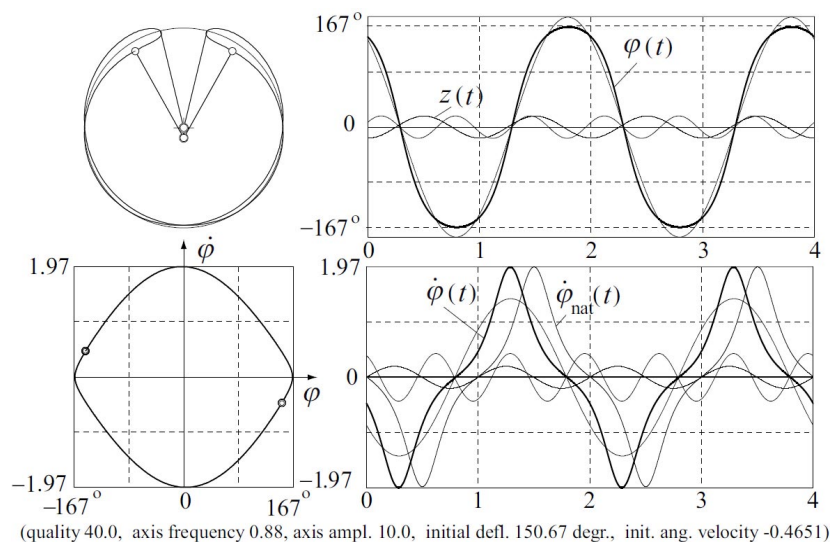 167°
φ(t)
z(t)
0
−167°
0 1 2 3 4
φ̇
1.97
−1.97
φ
−167° 0 167°
1.97
φ̇(t)
φ̇nat(t)
0
−1.97
0 1 2 3 4
(quality 40.0, axis frequency 0.88, axis ampl. 10.0, initial defl. 150.67 degr., init. ang. velocity -0.4651)